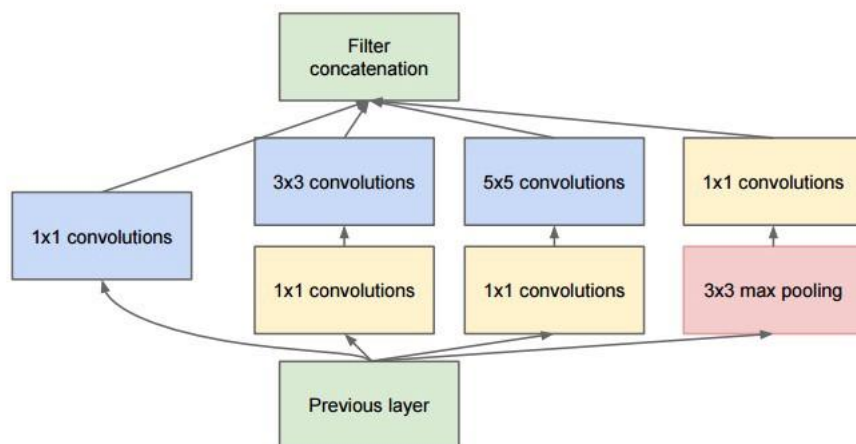 Filter
concatenation
3x3 convolutions
5x5 convolutions
1x1 convolutions
1x1 convolutions
1x1 convolutions
1x1 convolutions
3x3 max pooling
Previous layer